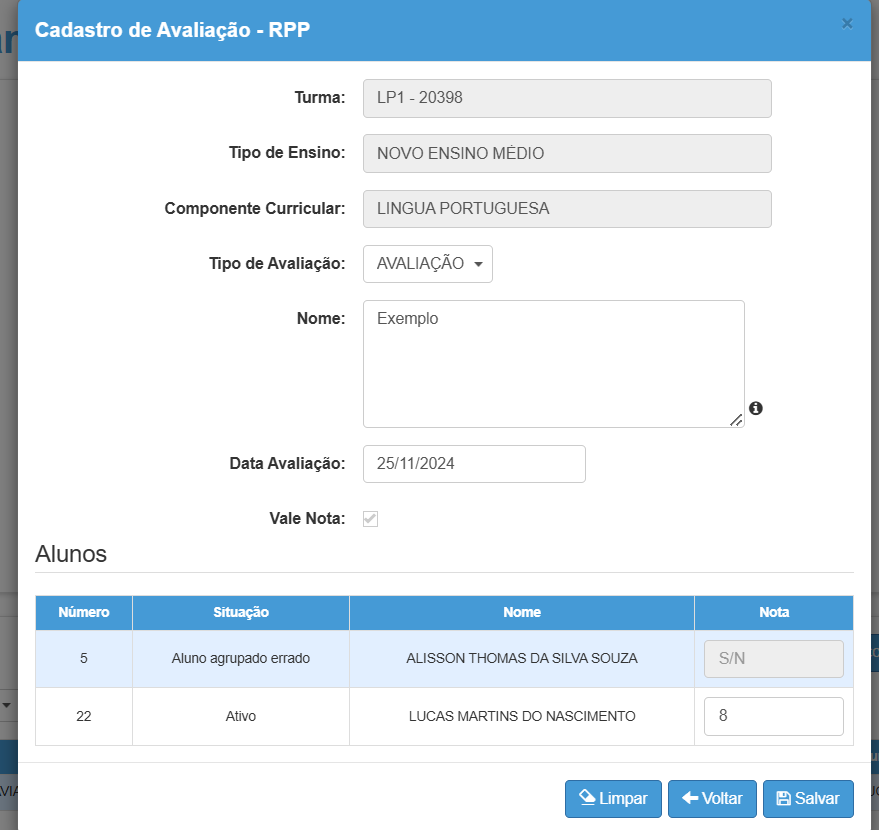 Cadastro de Avaliação - RPP
×
Turma: LP1 - 20398
Tipo de Ensino: NOVO ENSINO MÉDIO
Componente Curricular: LINGUA PORTUGUESA
Tipo de Avaliação: AVALIAÇÃO
Nome: Exemplo
Data Avaliação: 25/11/2024
Vale Nota:
Alunos
Número Situação Nome Nota
5 Aluno agrupado errado ALISSON THOMAS DA SILVA SOUZA S/N
22 Ativo LUCAS MARTINS DO NASCIMENTO 8
Limpar Voltar Salvar